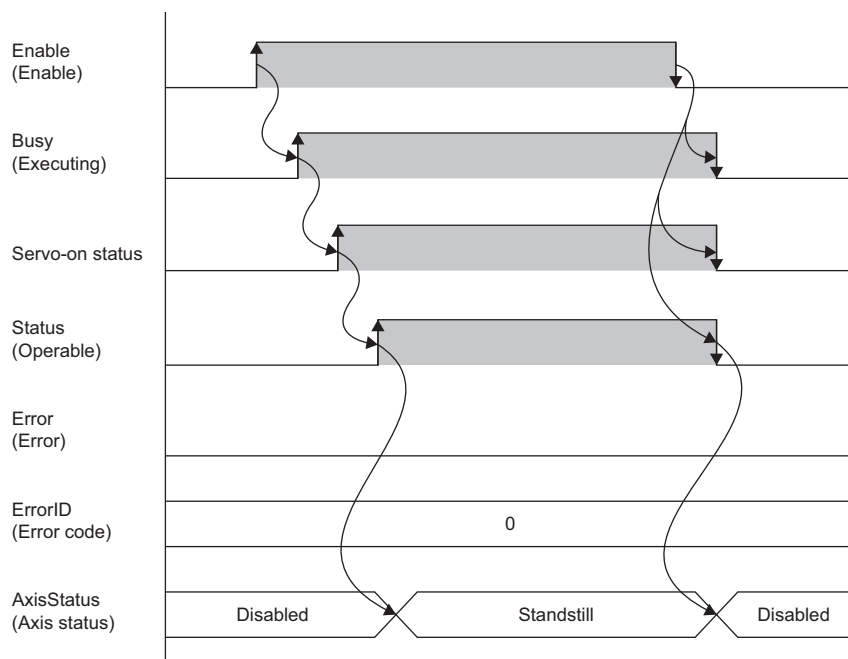 Enable
(Enable)
Busy
(Executing)
Servo-on status
Status
(Operable)
Error
(Error)
ErrorID
(Error code)
0
AxisStatus
(Axis status)
Disabled
Standstill
Disabled